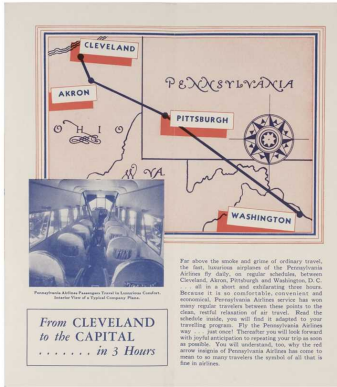 CLEVELAND
AKRON
PENNSYLVANIA
OHIO
PITTSBURGH
W. VA.
WASHINGTON
Pennsylvania Airlines Passengers Travel in Luxurious Comfort.
Interior View of a Typical Company Plane.
From CLEVELAND
to the CAPITAL
. . . . . . . in 3 Hours
Far above the smoke and grime of ordinary travel,
the fast, luxurious airplanes of the Pennsylvania
Airlines fly daily, on regular schedules, between
Cleveland, Akron, Pittsburgh and Washington, D. C.
. . . all in a short and exhilarating three hours.
Because it is so comfortable, convenient and
economical, Pennsylvania Airlines service has won
many regular travelers between these points to the
clean, restful relaxation of air travel. Read the
schedule inside, you will find it adapted to your
travelling program. Fly the Pennsylvania Airlines
way . . . just once! Thereafter you will look forward
with joyful anticipation to repeating your trip as soon
as possible. You will understand, too, why the red
arrow insignia of Pennsylvania Airlines has come to
mean to so many travelers the symbol of all that is
fine in airlines.